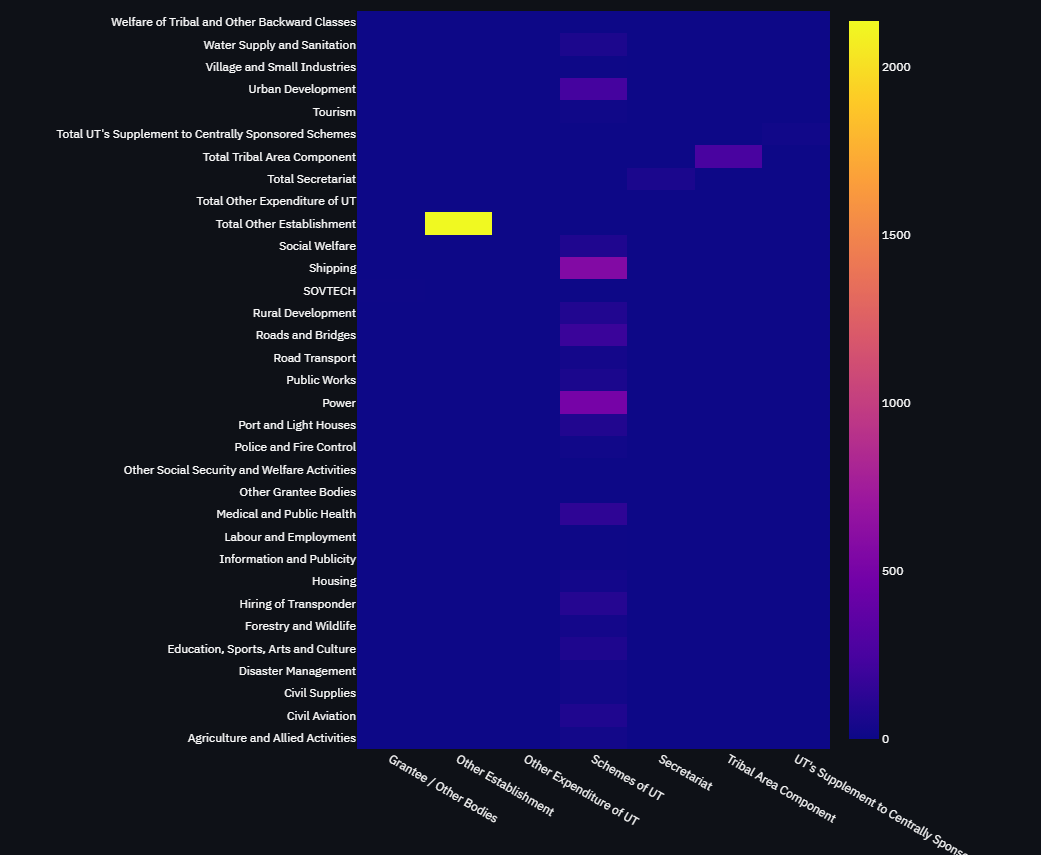 Welfare of Tribal and Other Backward Classes
Water Supply and Sanitation
Village and Small Industries
Urban Development
Tourism
Total UT's Supplement to Centrally Sponsored Schemes
Total Tribal Area Component
Total Secretariat
Total Other Expenditure of UT
Total Other Establishment
Social Welfare
Shipping
SOVTECH
Rural Development
Roads and Bridges
Road Transport
Public Works
Power
Port and Light Houses
Police and Fire Control
Other Social Security and Welfare Activities
Other Grantee Bodies
Medical and Public Health
Labour and Employment
Information and Publicity
Housing
Hiring of Transponder
Forestry and Wildlife
Education, Sports, Arts and Culture
Disaster Management
Civil Supplies
Civil Aviation
Agriculture and Allied Activities
Grantee / Other Bodies
Other Establishment
Other Expenditure of UT
Schemes of UT
Secretariat
Tribal Area Component
UT's Supplement to Centrally
2000
1500
1000
500
0